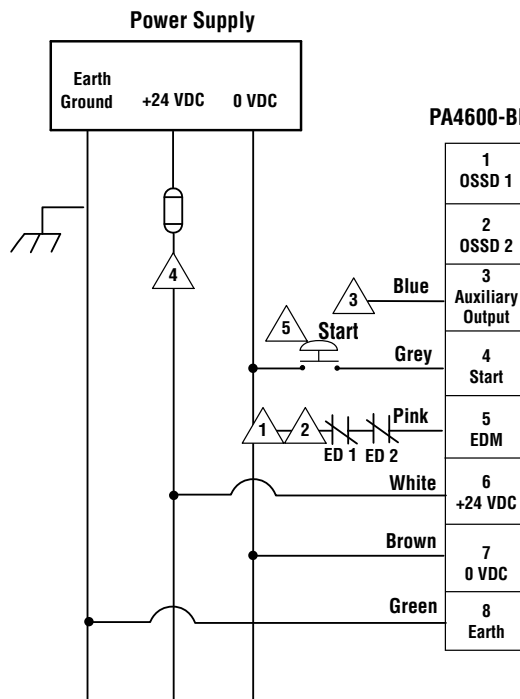 Power Supply
Earth
Ground
+24 VDC
0 VDC
PA4600-B
1
OSSD 1
2
OSSD 2
Blue
3
3
Auxiliary
Output
5
Start
Grey
4
Start
4
1
2
Pink
ED 1
ED 2
5
EDM
White
6
+24 VDC
Brown
7
0 VDC
Green
8
Earth